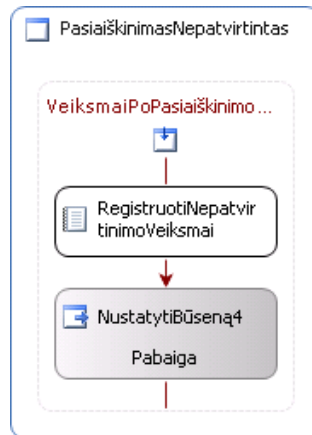 PasiaiškinimasNepatvirtintas
VeiksmaiPoPasiaiškinimo...
RegistruotiNepatvir
tinimoVeiksmai
NustatytiBūseną4
Pabaiga